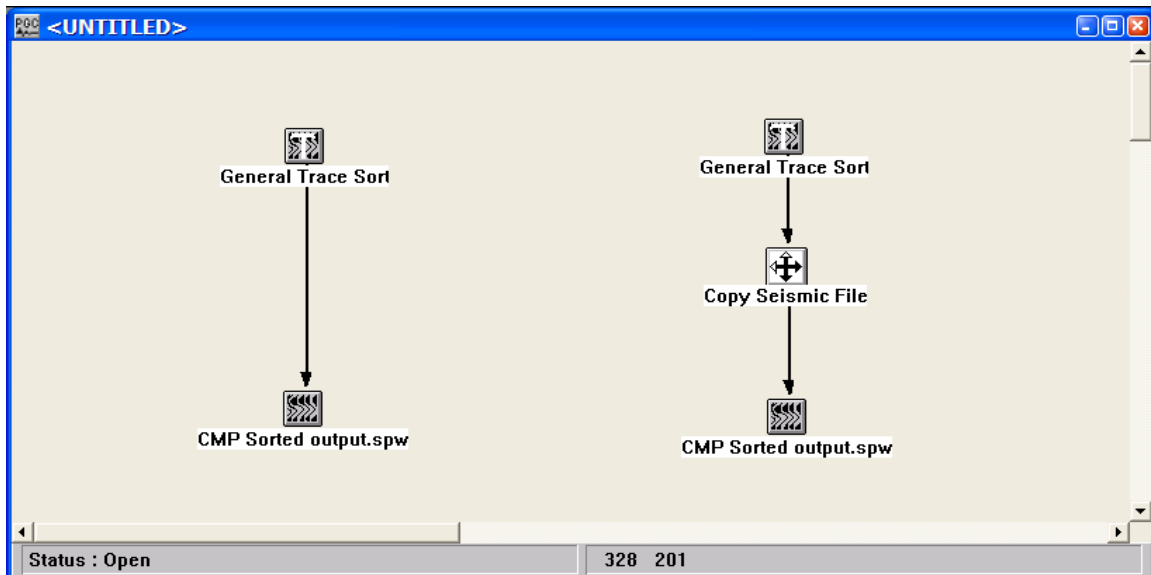 <UNTITLED>
General Trace Sort
General Trace Sort
Copy Seismic File
CMP Sorted output.spw
CMP Sorted output.spw
Status : Open
328 201